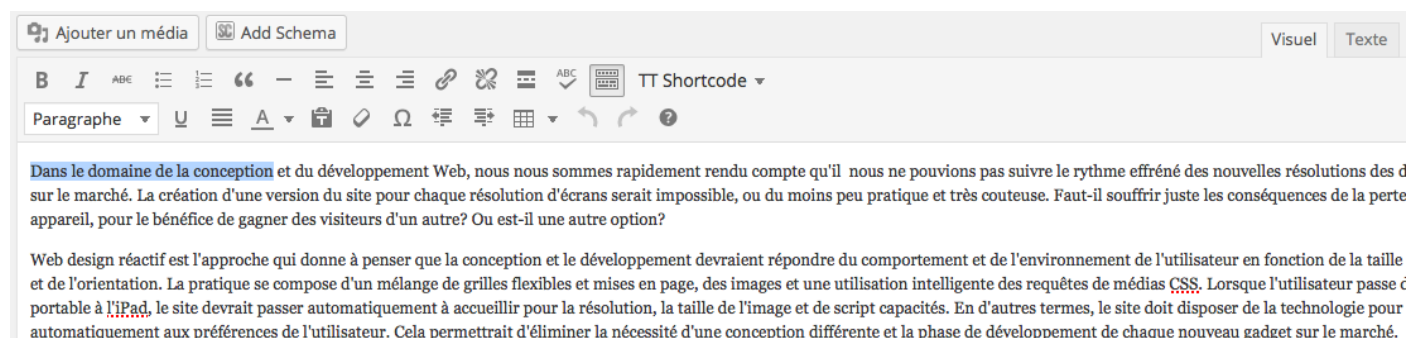 Ajouter un média SC Add Schema
Visuel Texte
B I ABC ABC TT Shortcode
Paragraphe U A T Ω ?
Dans le domaine de la conception et du développement Web, nous nous sommes rapidement rendu compte qu'il nous ne pouvions pas suivre le rythme effréné des nouvelles résolutions des d
sur le marché. La création d'une version du site pour chaque résolution d'écrans serait impossible, ou du moins peu pratique et très couteuse. Faut-il souffrir juste les conséquences de la perte
appareil, pour le bénéfice de gagner des visiteurs d'un autre? Ou est-il une autre option?
Web design réactif est l'approche qui donne à penser que la conception et le développement devraient répondre du comportement et de l'environnement de l'utilisateur en fonction de la taille
et de l'orientation. La pratique se compose d'un mélange de grilles flexibles et mises en page, des images et une utilisation intelligente des requêtes de médias CSS. Lorsque l'utilisateur passe d
portable à l'iPad, le site devrait passer automatiquement à accueillir pour la résolution, la taille de l'image et de script capacités. En d'autres termes, le site doit disposer de la technologie pour
automatiquement aux préférences de l'utilisateur. Cela permettrait d'éliminer la nécessité d'une conception différente et la phase de développement de chaque nouveau gadget sur le marché.